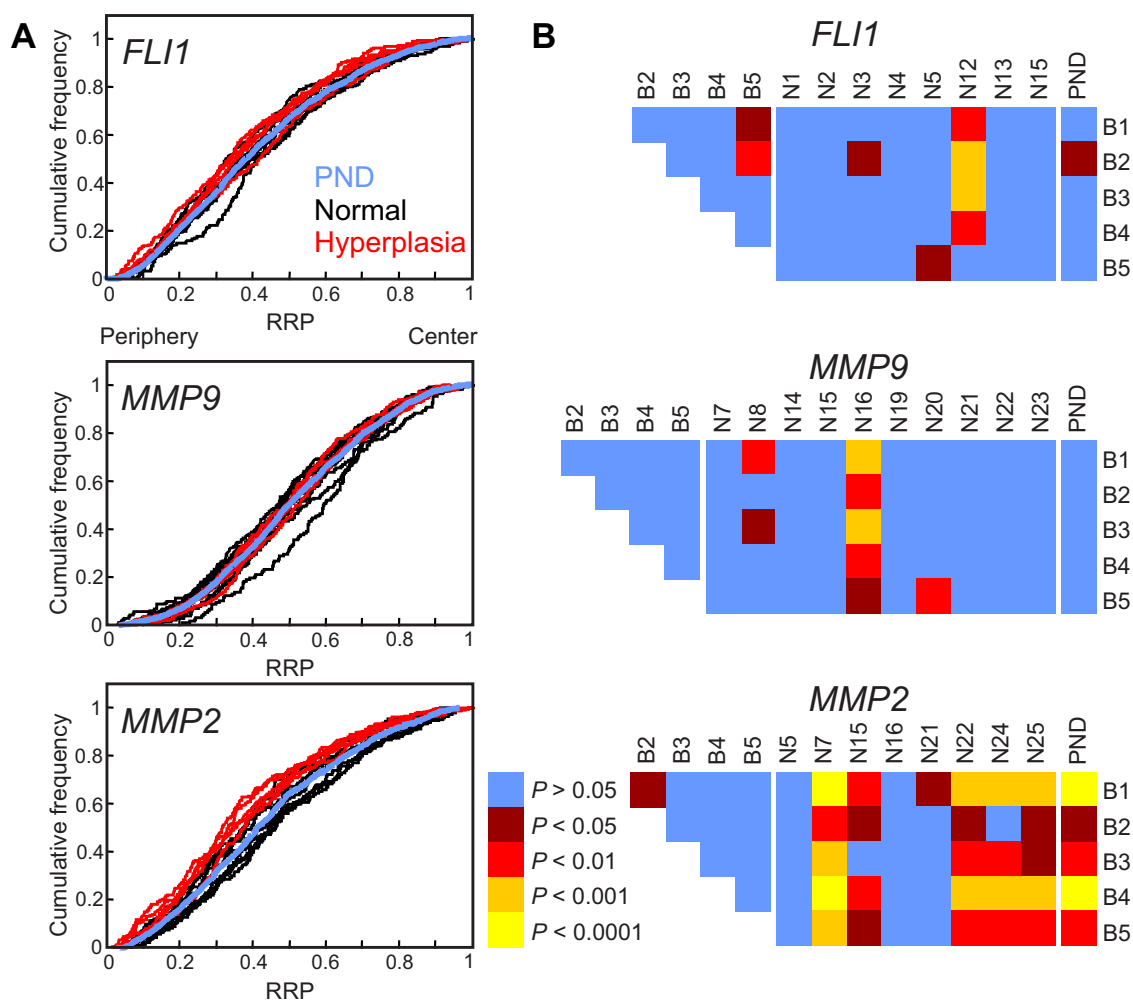 A
FLI1
Cumulative frequency
1
0.8
0.6
0.4
0.2
0
PND
Normal
Hyperplasia
0 0.2 0.4 0.6 0.8 1
RRP
Periphery Center
MMP9
Cumulative frequency
1
0.8
0.6
0.4
0.2
0
0 0.2 0.4 0.6 0.8 1
RRP
MMP2
Cumulative frequency
1
0.8
0.6
0.4
0.2
0
0 0.2 0.4 0.6 0.8 1
RRP
B
FLI1
B2 B3 B4 B5 N1 N2 N3 N4 N5 N12 N13 N15 PND
B1
B2
B3
B4
B5
MMP9
B2 B3 B4 B5 N7 N8 N14 N15 N16 N19 N20 N21 N22 N23 PND
B1
B2
B3
B4
B5
MMP2
B2 B3 B4 B5 N5 N7 N15 N16 N21 N22 N24 N25 PND
B1
B2
B3
B4
B5
P > 0.05
P < 0.05
P < 0.01
P < 0.001
P < 0.0001